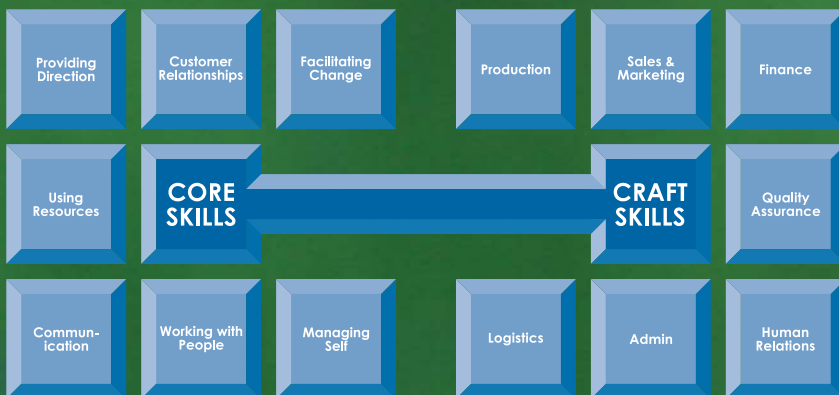 Providing
Direction
Customer
Relationships
Facilitating
Change
Production
Sales &
Marketing
Finance
Using
Resources
CORE
SKILLS
CRAFT
SKILLS
Quality
Assurance
Commun-
ication
Working with
People
Managing
Self
Logistics
Admin
Human
Relations